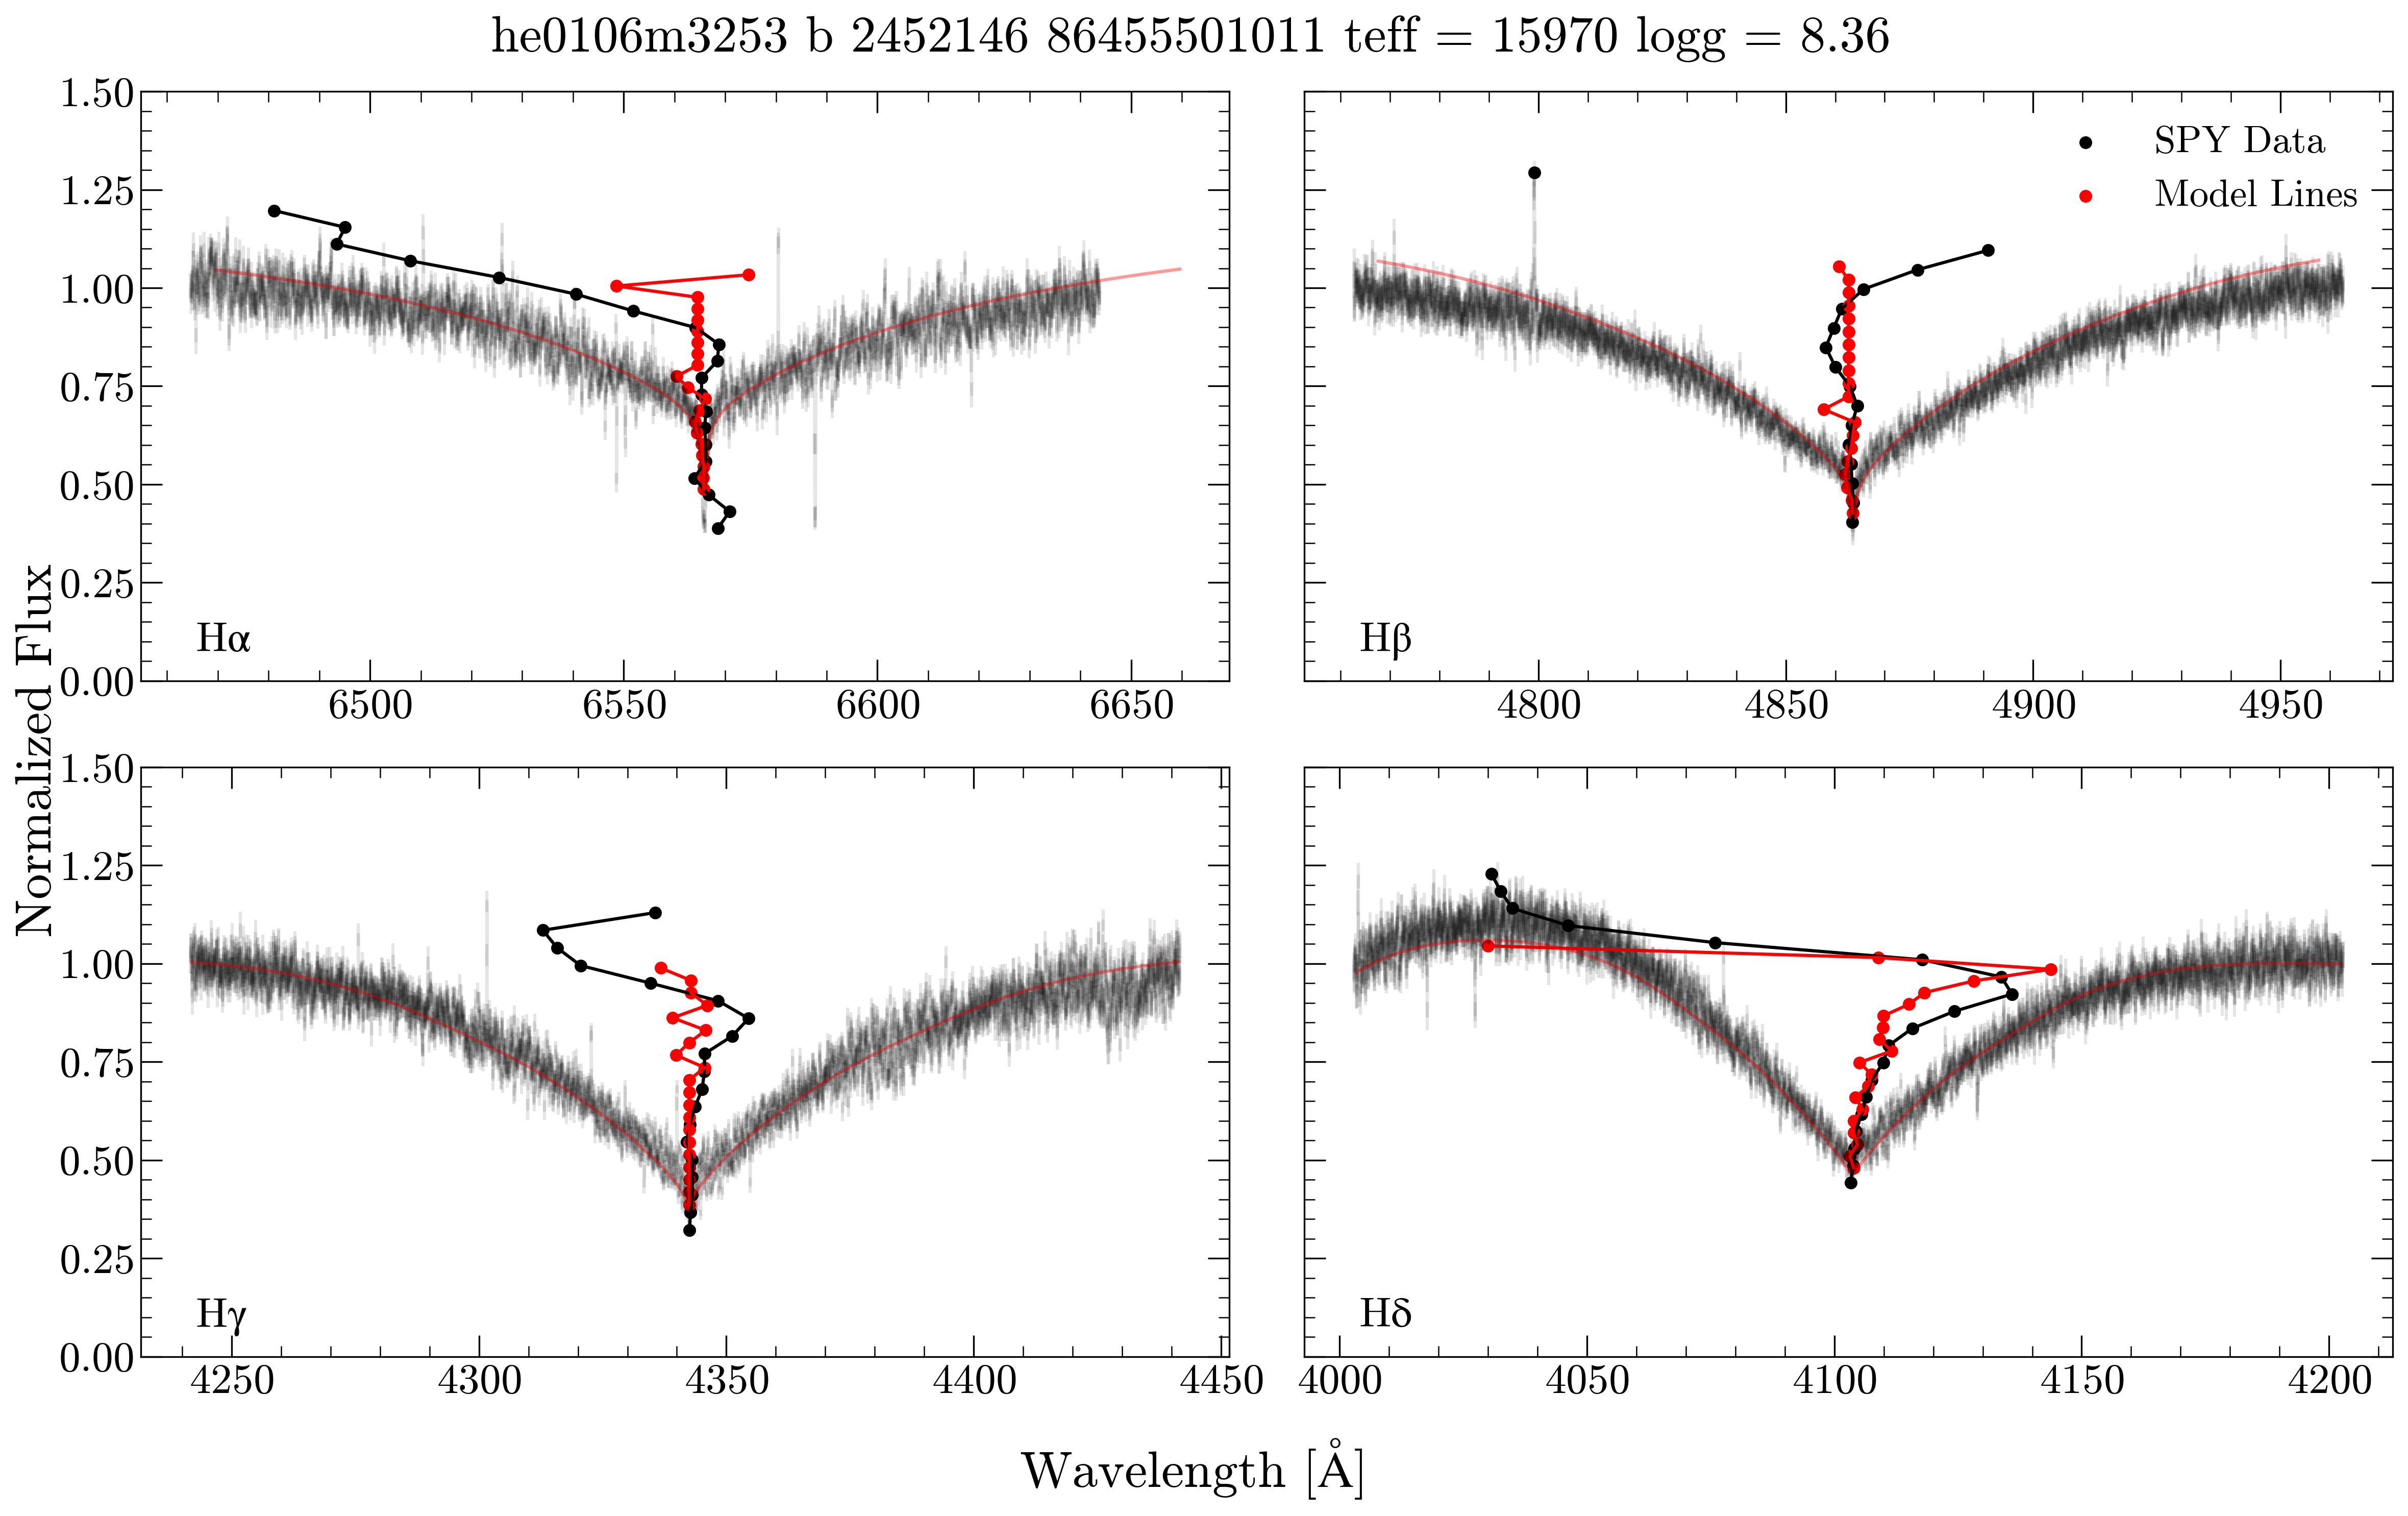 he0106m3253 b 2452146 86455501011 teff = 15970 logg = 8.36
Normalized Flux
1.50
1.25
1.00
0.75
0.50
0.25
0.00
Hα
6500 6550 6600 6650
SPY Data
Model Lines
Hβ
4800 4850 4900 4950
1.50
1.25
1.00
0.75
0.50
0.25
0.00
Hγ
4250 4300 4350 4400 4450
Hδ
4000 4050 4100 4150 4200
Wavelength [Å]